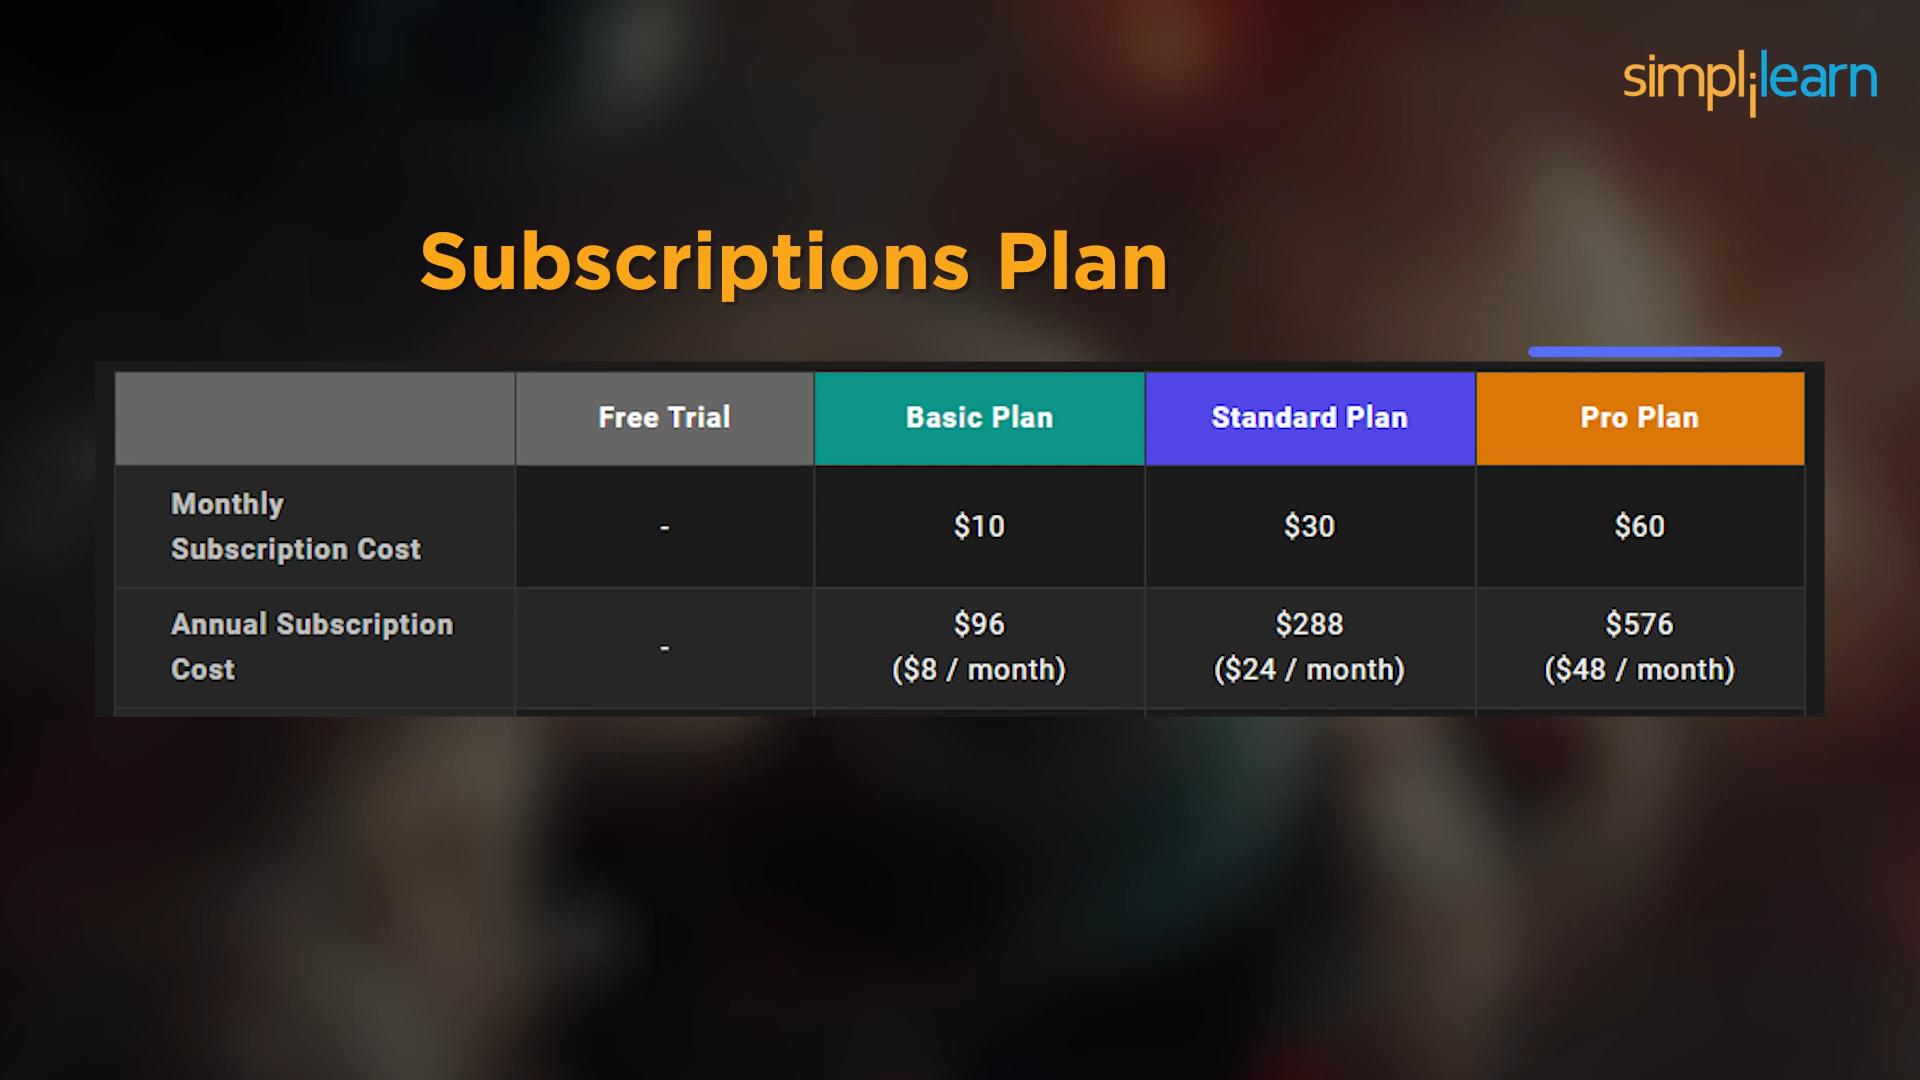 simplilearn
Subscriptions Plan
Free Trial
Basic Plan
Standard Plan
Pro Plan
Monthly
Subscription Cost
-
$10
$30
$60
Annual Subscription
Cost
-
$96
($8 / month)
$288
($24 / month)
$576
($48 / month)